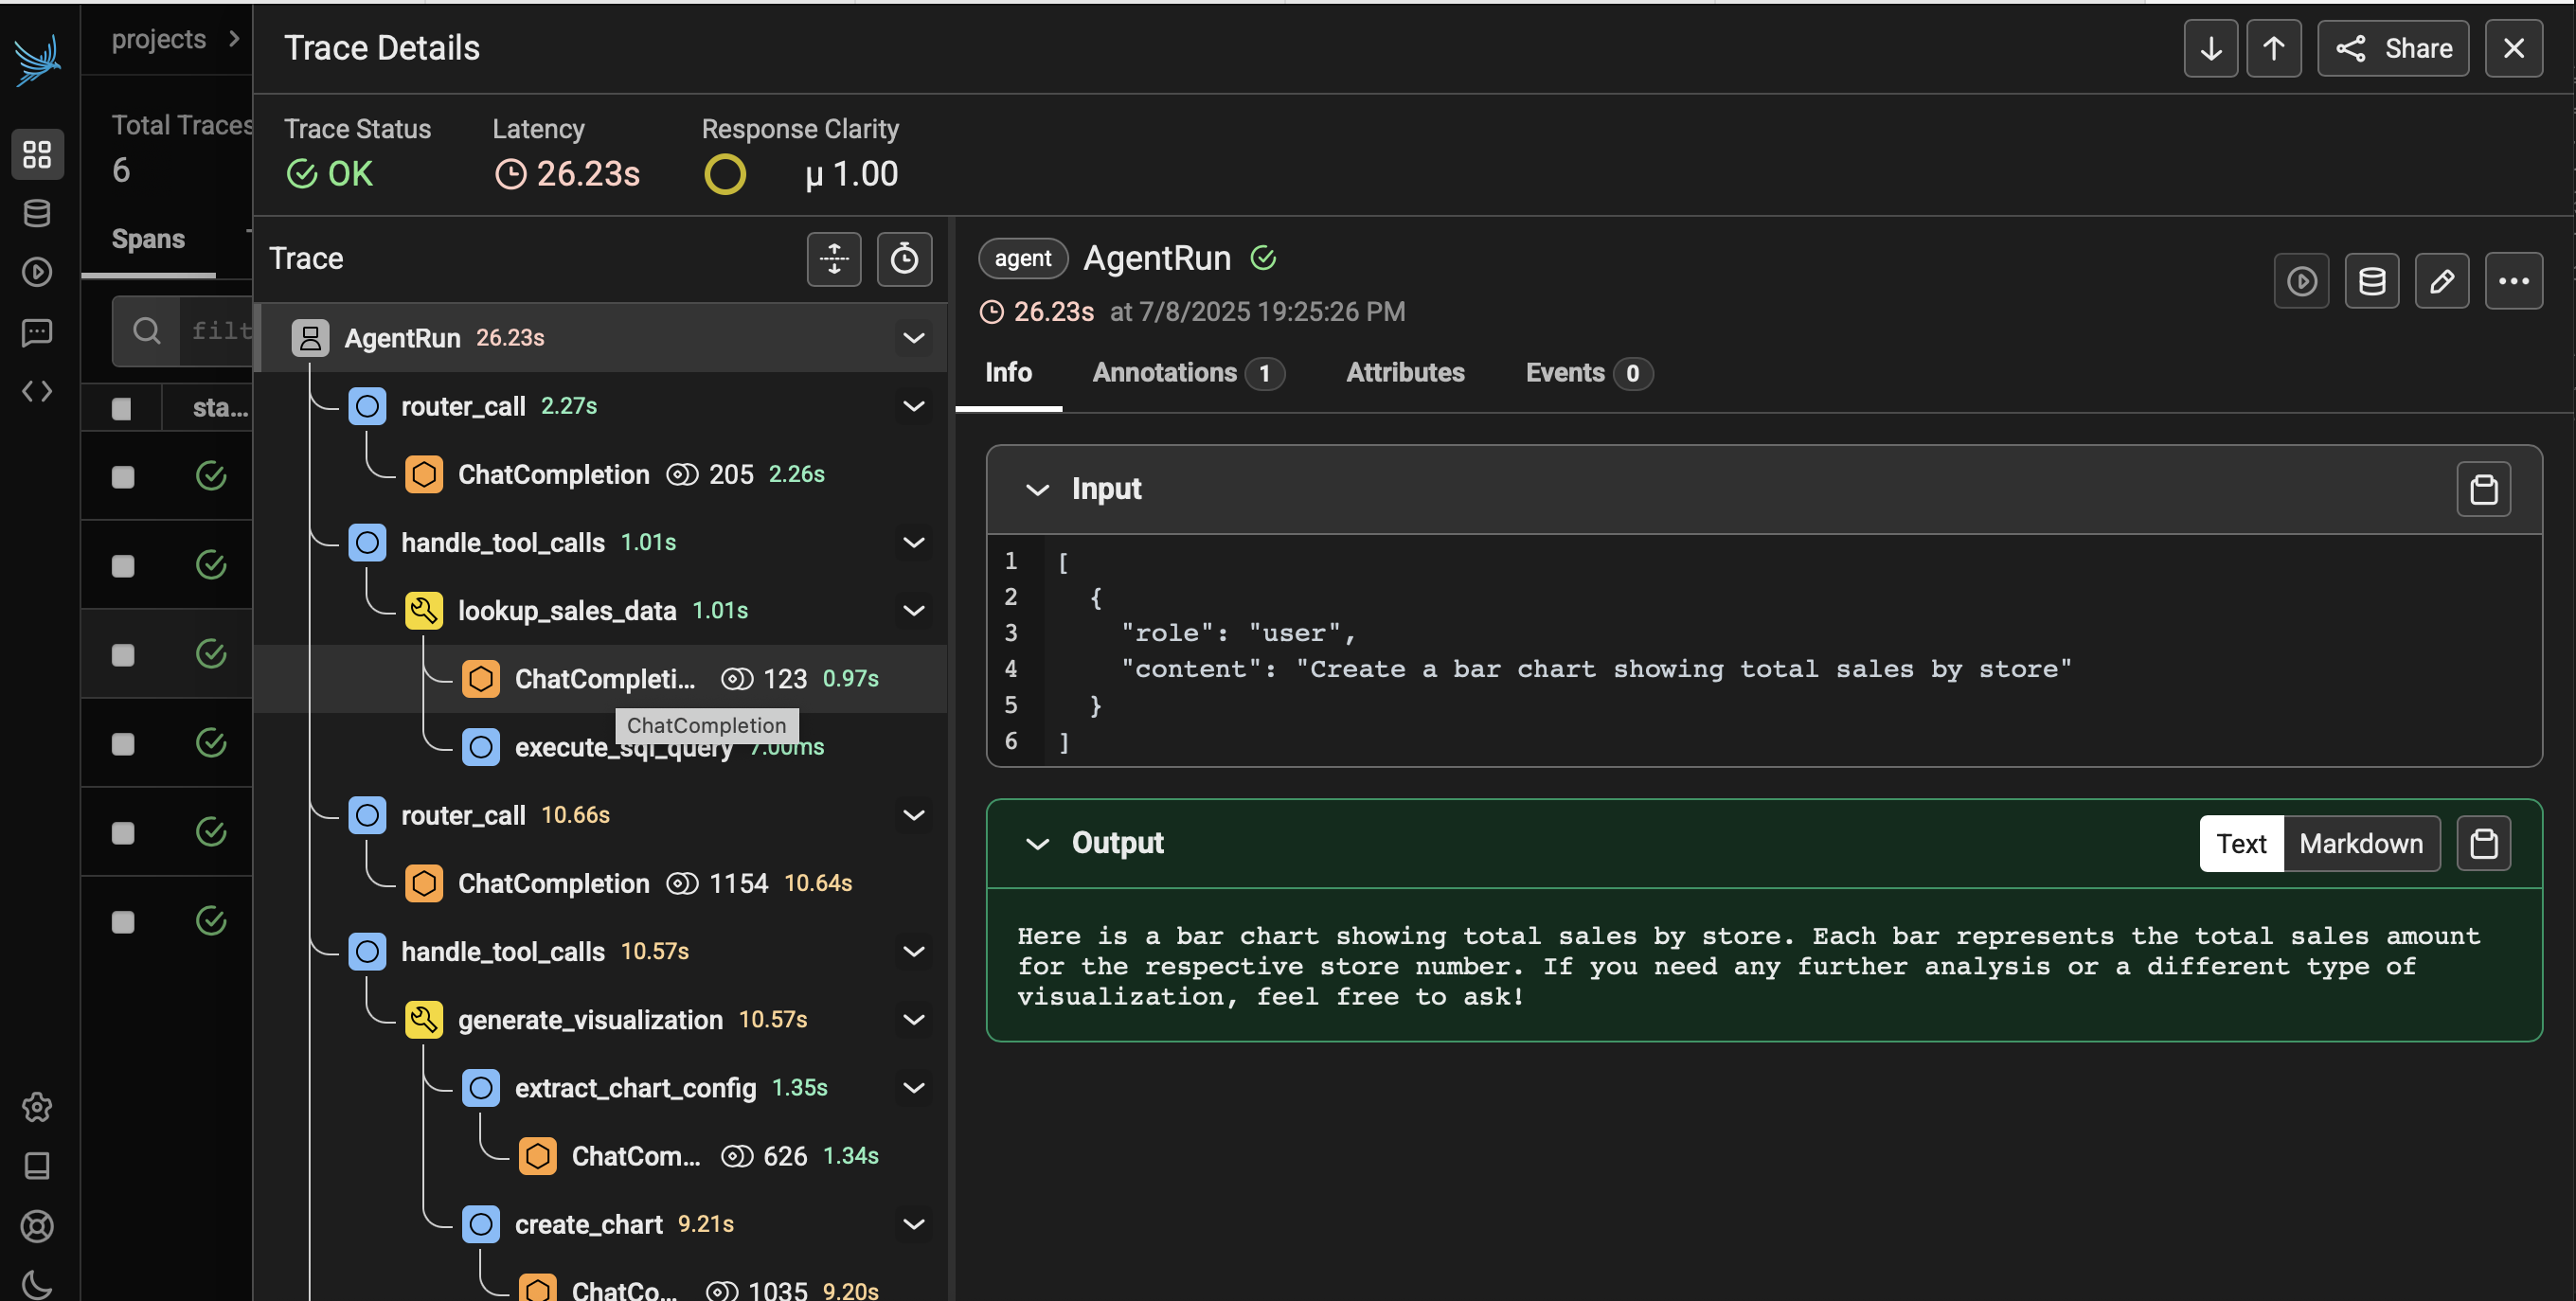 projects
Trace Details
Share
Total Traces
6
Trace Status
Latency
Response Clarity
OK
26.23s
μ 1.00
Spans
Trace
agent
AgentRun
26.23s at 7/8/2025 19:25:26 PM
filt
AgentRun 26.23s
Info
Annotations 1
Attributes
Events 0
sta...
router_call 2.27s
ChatCompletion 205 2.26s
handle_tool_calls 1.01s
lookup_sales_data 1.01s
ChatCompleti... 123 0.97s
ChatCompletion
execute_sql_query 7.00ms
router_call 10.66s
ChatCompletion 1154 10.64s
handle_tool_calls 10.57s
generate_visualization 10.57s
extract_chart_config 1.35s
ChatCom... 626 1.34s
create_chart 9.21s
ChatCo... 1035 9.20s
Input
1 [
2 {
3 "role": "user",
4 "content": "Create a bar chart showing total sales by store"
5 }
6 ]
Output
Text
Markdown
Here is a bar chart showing total sales by store. Each bar represents the total sales amount
for the respective store number. If you need any further analysis or a different type of
visualization, feel free to ask!